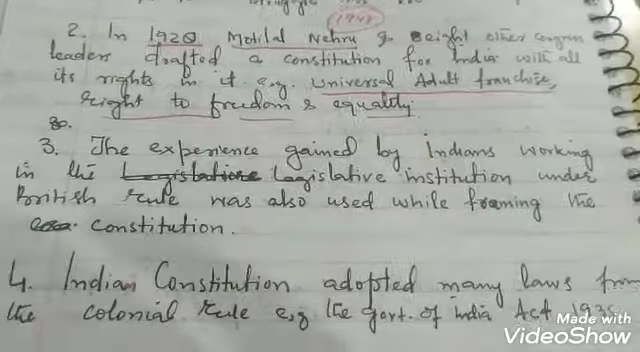 1948
2. In 1928 Motilal Nehru & eight other congress
leaders drafted a constitution for India with all
its rights in it e.g. Universal Adult franchise,
Right to freedom & equality.
so.
3. The experience gained by Indians working
in the Legislative Legislative institution under
British rule was also used while framing the
constitution.
4. Indian Constitution adopted many laws from
the colonial rule e.g the govt. of India Act 1935
Made with
VideoShow